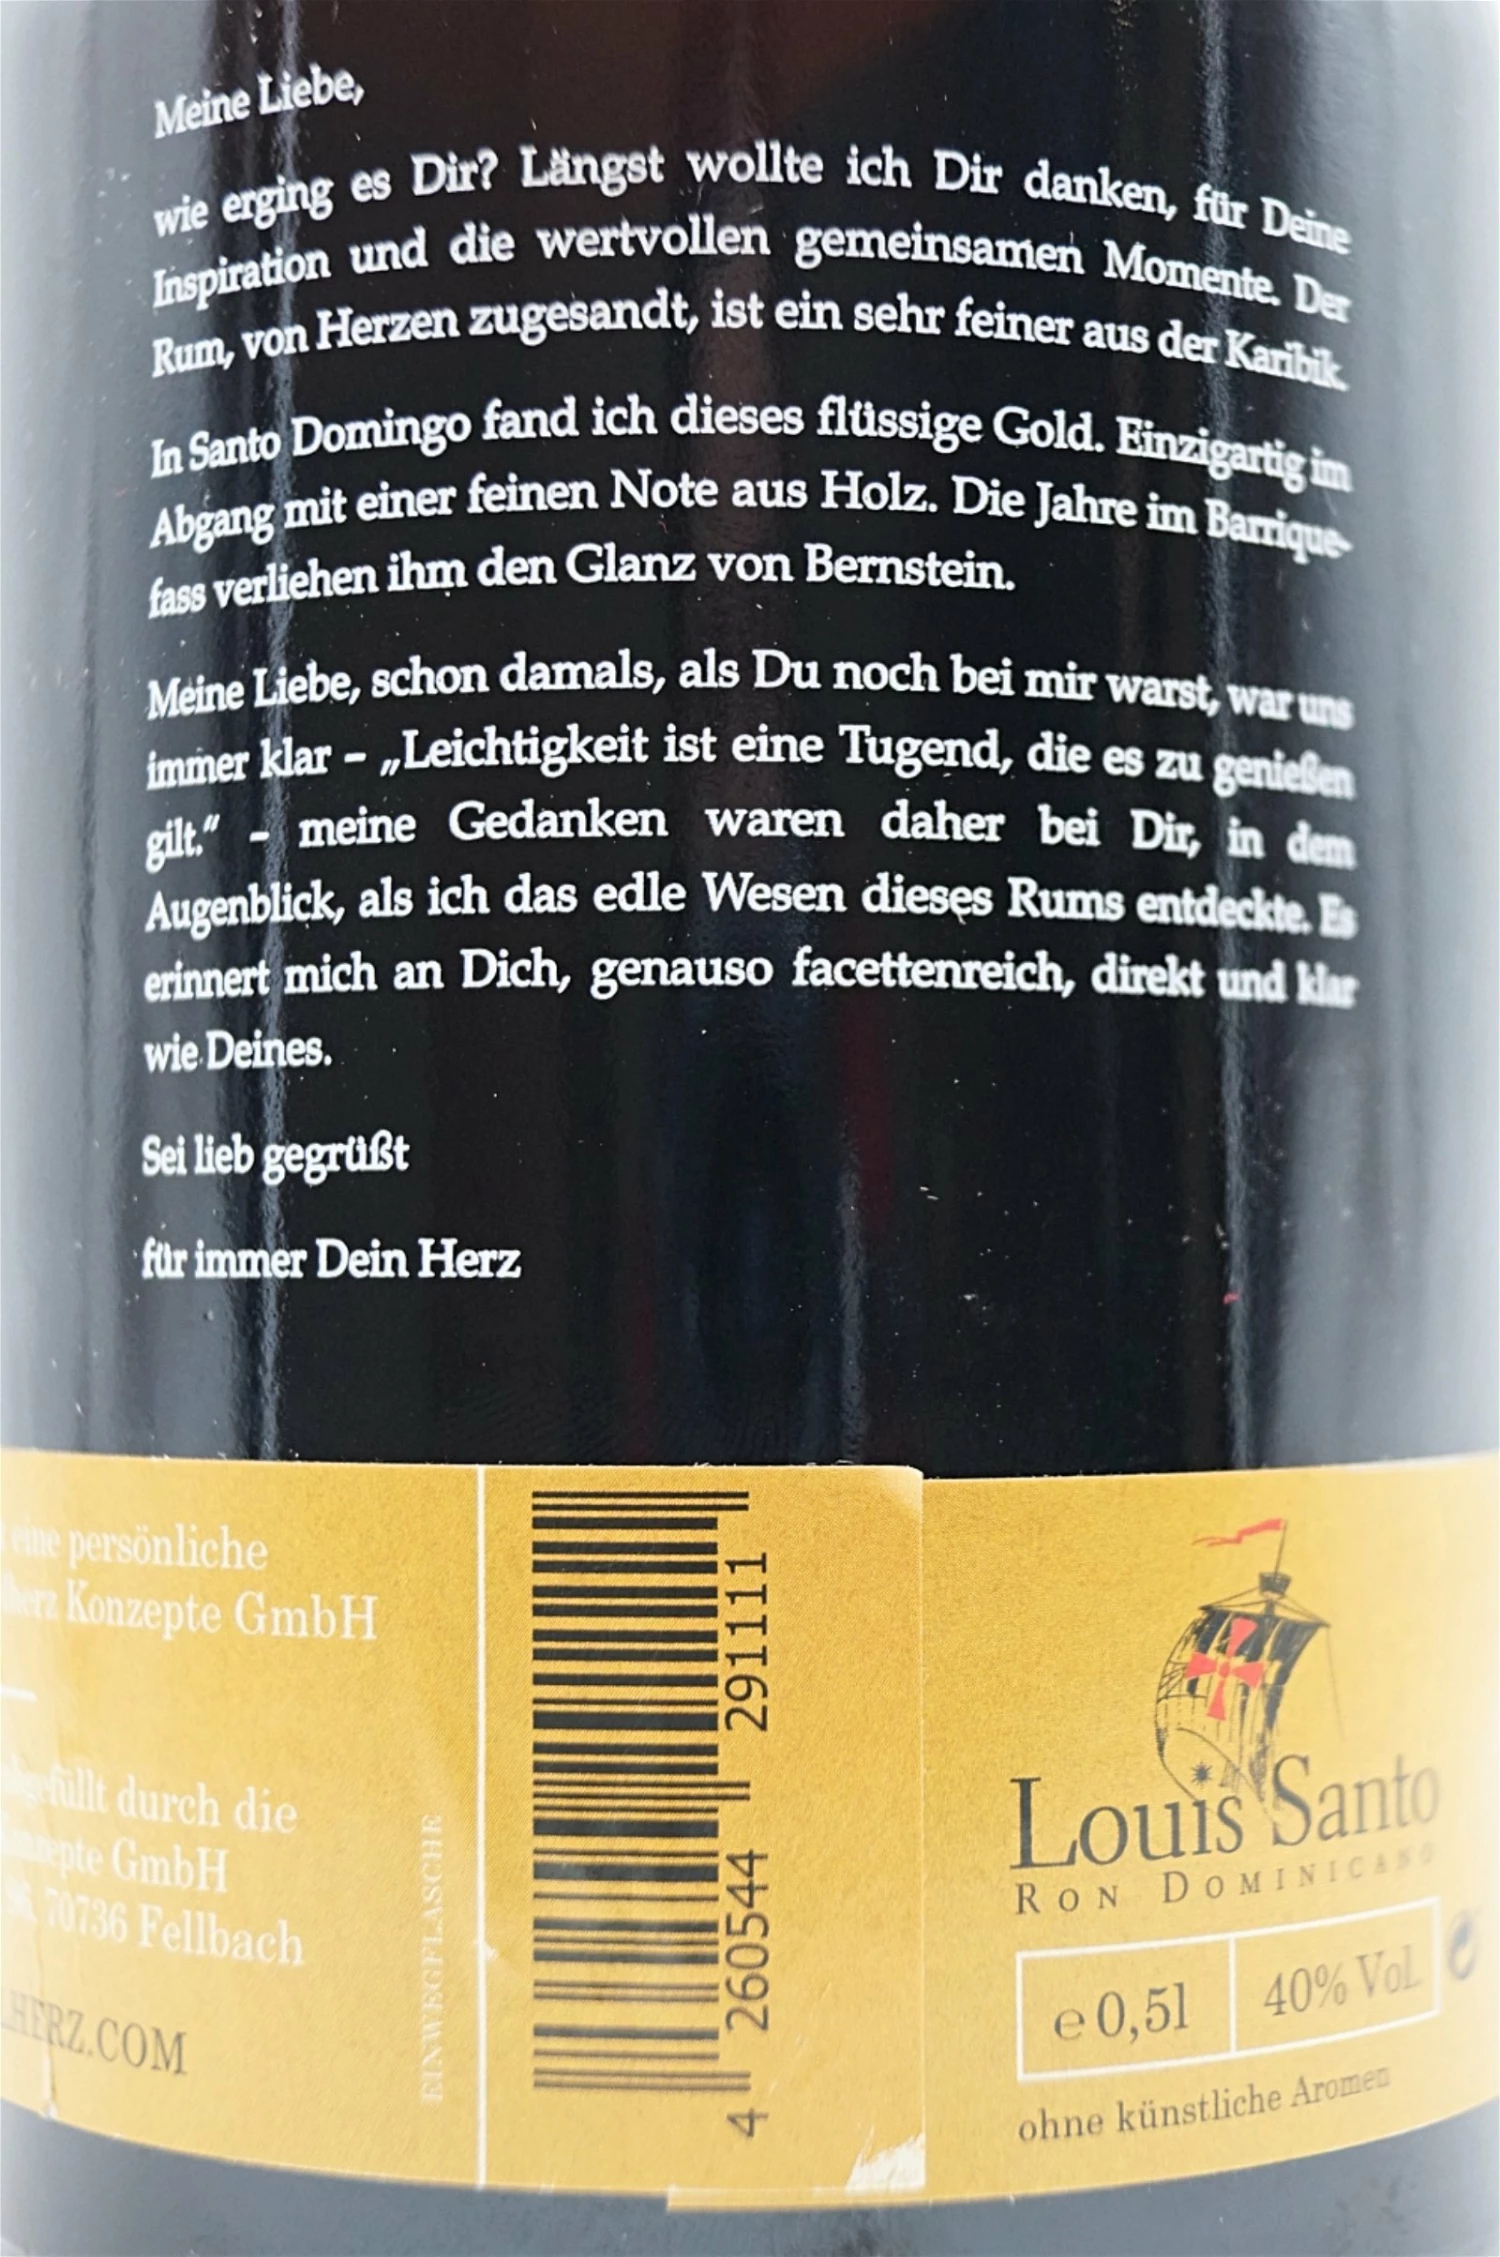 Meine Liebe,
wie erging es Dir? Längst wollte ich Dir danken, für Deine
Inspiration und die wertvollen gemeinsamen Momente. Der
Rum, von Herzen zugesandt, ist ein sehr feiner aus der Karibik.
In Santo Domingo fand ich dieses flüssige Gold. Einzigartig im
Abgang mit einer feinen Note aus Holz. Die Jahre im Barrique-
fass verliehen ihm den Glanz von Bernstein.
Meine Liebe, schon damals, als Du noch bei mir warst, war uns
immer klar – „Leichtigkeit ist eine Tugend, die es zu genießen
gilt.“ – meine Gedanken waren daher bei Dir, in dem
Augenblick, als ich das edle Wesen dieses Rums entdeckte. Es
erinnert mich an Dich, genauso facettenreich, direkt und klar
wie Deines.
Sei lieb gegrüßt
für immer Dein Herz
eine persönliche
herz Konzepte GmbH
gefüllt durch die
zepte GmbH
70736 Fellbach
HERZ.COM
EINWEGFLASCHE
4 260544 291111
Louis Santo
RON DOMINICANO
e 0,5l
40% Vol.
ohne künstliche Aromen